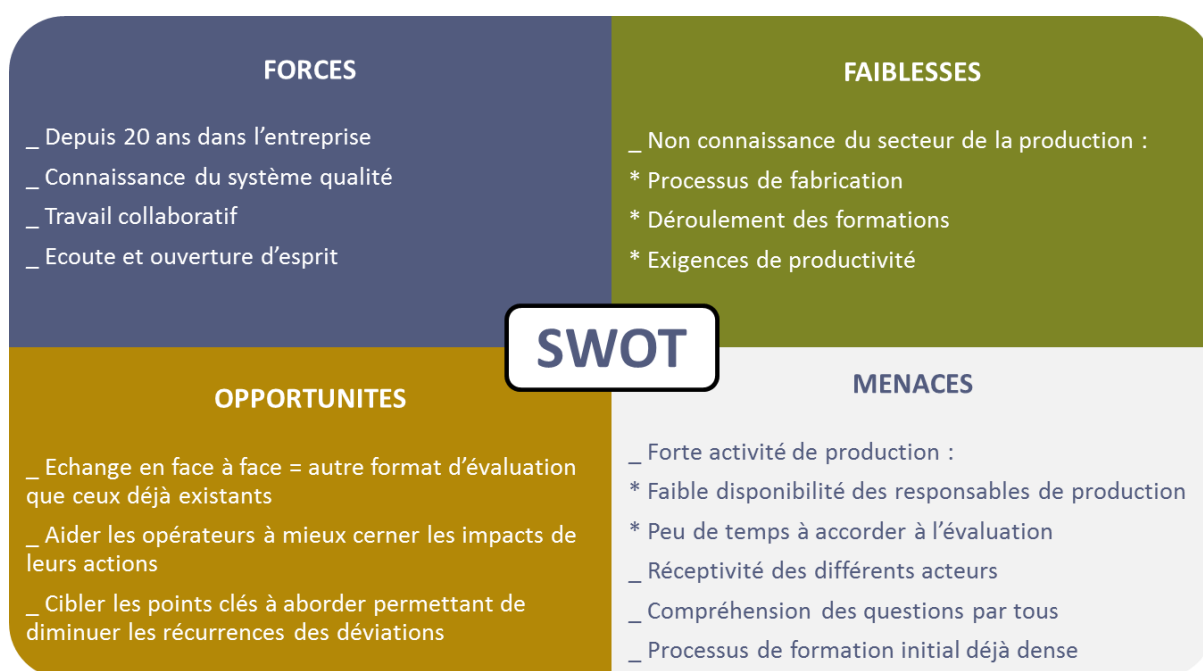 FORCES
_ Depuis 20 ans dans l’entreprise
_ Connaissance du système qualité
_ Travail collaboratif
_ Ecoute et ouverture d’esprit
FAIBLESSES
_ Non connaissance du secteur de la production :
* Processus de fabrication
* Déroulement des formations
* Exigences de productivité
SWOT
OPPORTUNITES
_ Echange en face à face = autre format d’évaluation
que ceux déjà existants
_ Aider les opérateurs à mieux cerner les impacts de
leurs actions
_ Cibler les points clés à aborder permettant de
diminuer les récurrences des déviations
MENACES
_ Forte activité de production :
* Faible disponibilité des responsables de production
* Peu de temps à accorder à l’évaluation
_ Réceptivité des différents acteurs
_ Compréhension des questions par tous
_ Processus de formation initial déjà dense